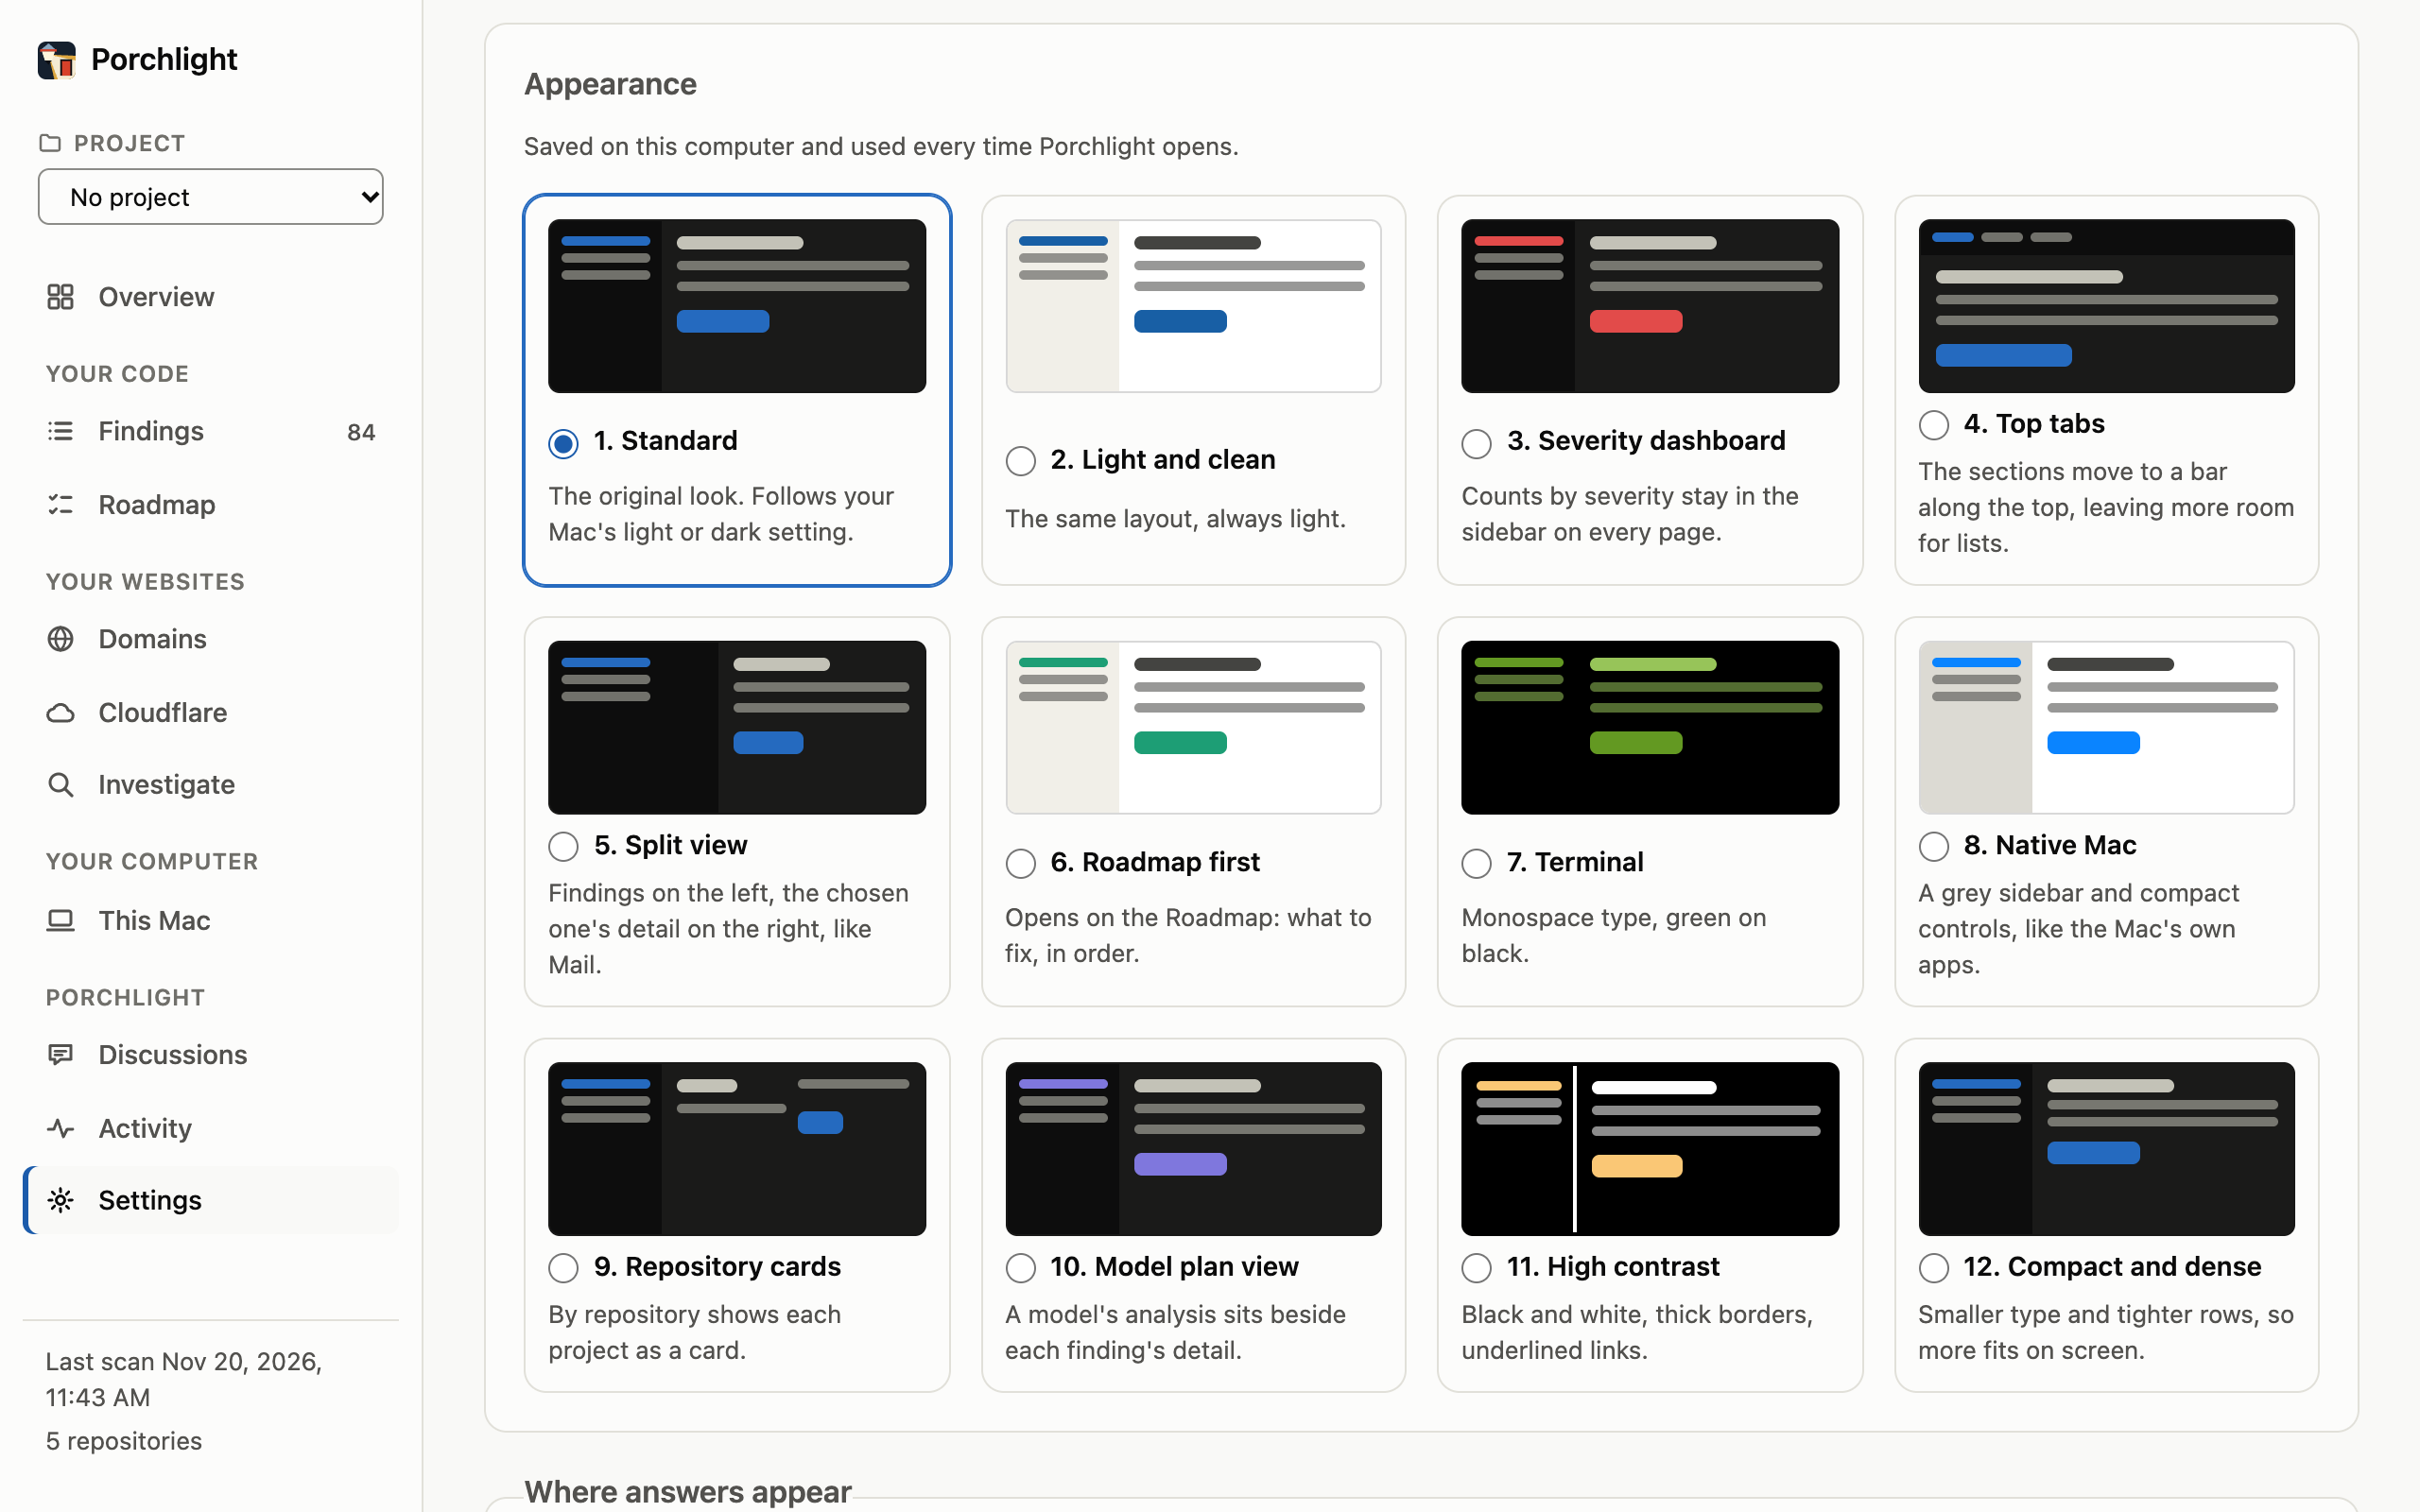 Porchlight
PROJECT
No project
Overview
YOUR CODE
Findings 84
Roadmap
YOUR WEBSITES
Domains
Cloudflare
Investigate
YOUR COMPUTER
This Mac
PORCHLIGHT
Discussions
Activity
Settings
Last scan Nov 20, 2026,
11:43 AM
5 repositories
Appearance
Saved on this computer and used every time Porchlight opens.
1. Standard
The original look. Follows your
Mac's light or dark setting.
2. Light and clean
The same layout, always light.
3. Severity dashboard
Counts by severity stay in the
sidebar on every page.
4. Top tabs
The sections move to a bar
along the top, leaving more room
for lists.
5. Split view
Findings on the left, the chosen
one's detail on the right, like
Mail.
6. Roadmap first
Opens on the Roadmap: what to
fix, in order.
7. Terminal
Monospace type, green on
black.
8. Native Mac
A grey sidebar and compact
controls, like the Mac's own
apps.
9. Repository cards
By repository shows each
project as a card.
10. Model plan view
A model's analysis sits beside
each finding's detail.
11. High contrast
Black and white, thick borders,
underlined links.
12. Compact and dense
Smaller type and tighter rows, so
more fits on screen.
Where answers appear